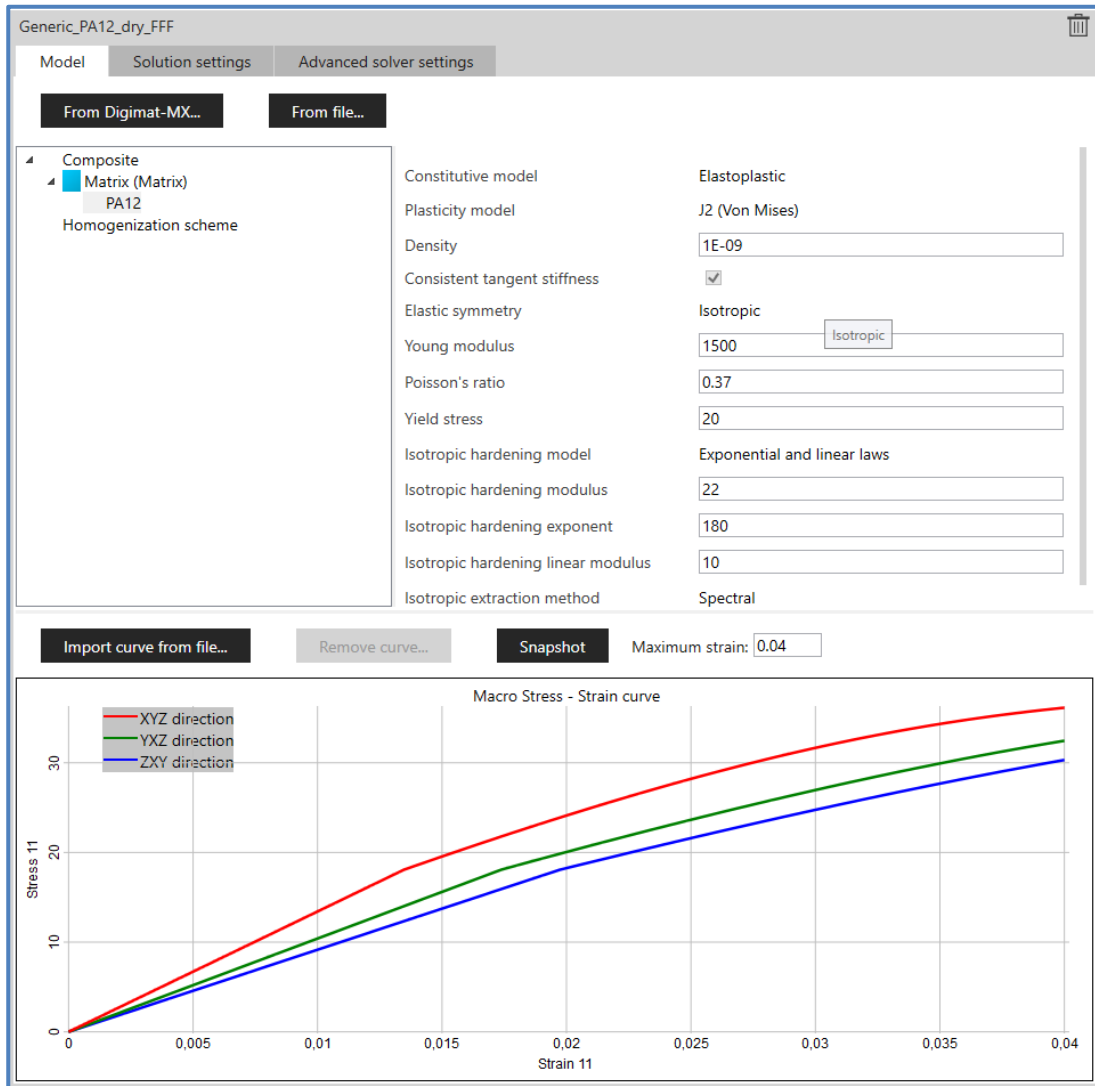 Generic_PA12_dry_FFF
Model Solution settings Advanced solver settings
From Digimat-MX... From file...
Composite
Matrix (Matrix)
PA12
Homogenization scheme
Constitutive model Elastoplastic
Plasticity model J2 (Von Mises)
Density 1E-09
Consistent tangent stiffness
Elastic symmetry Isotropic
Isotropic
Young modulus 1500
Poisson's ratio 0.37
Yield stress 20
Isotropic hardening model Exponential and linear laws
Isotropic hardening modulus 22
Isotropic hardening exponent 180
Isotropic hardening linear modulus 10
Isotropic extraction method Spectral
Import curve from file... Remove curve... Snapshot Maximum strain: 0.04
Macro Stress - Strain curve
XYZ direction
YXZ direction
ZXY direction
Stress 11
30
20
10
0
0 0,005 0,01 0,015 0,02 0,025 0,03 0,035 0,04
Strain 11